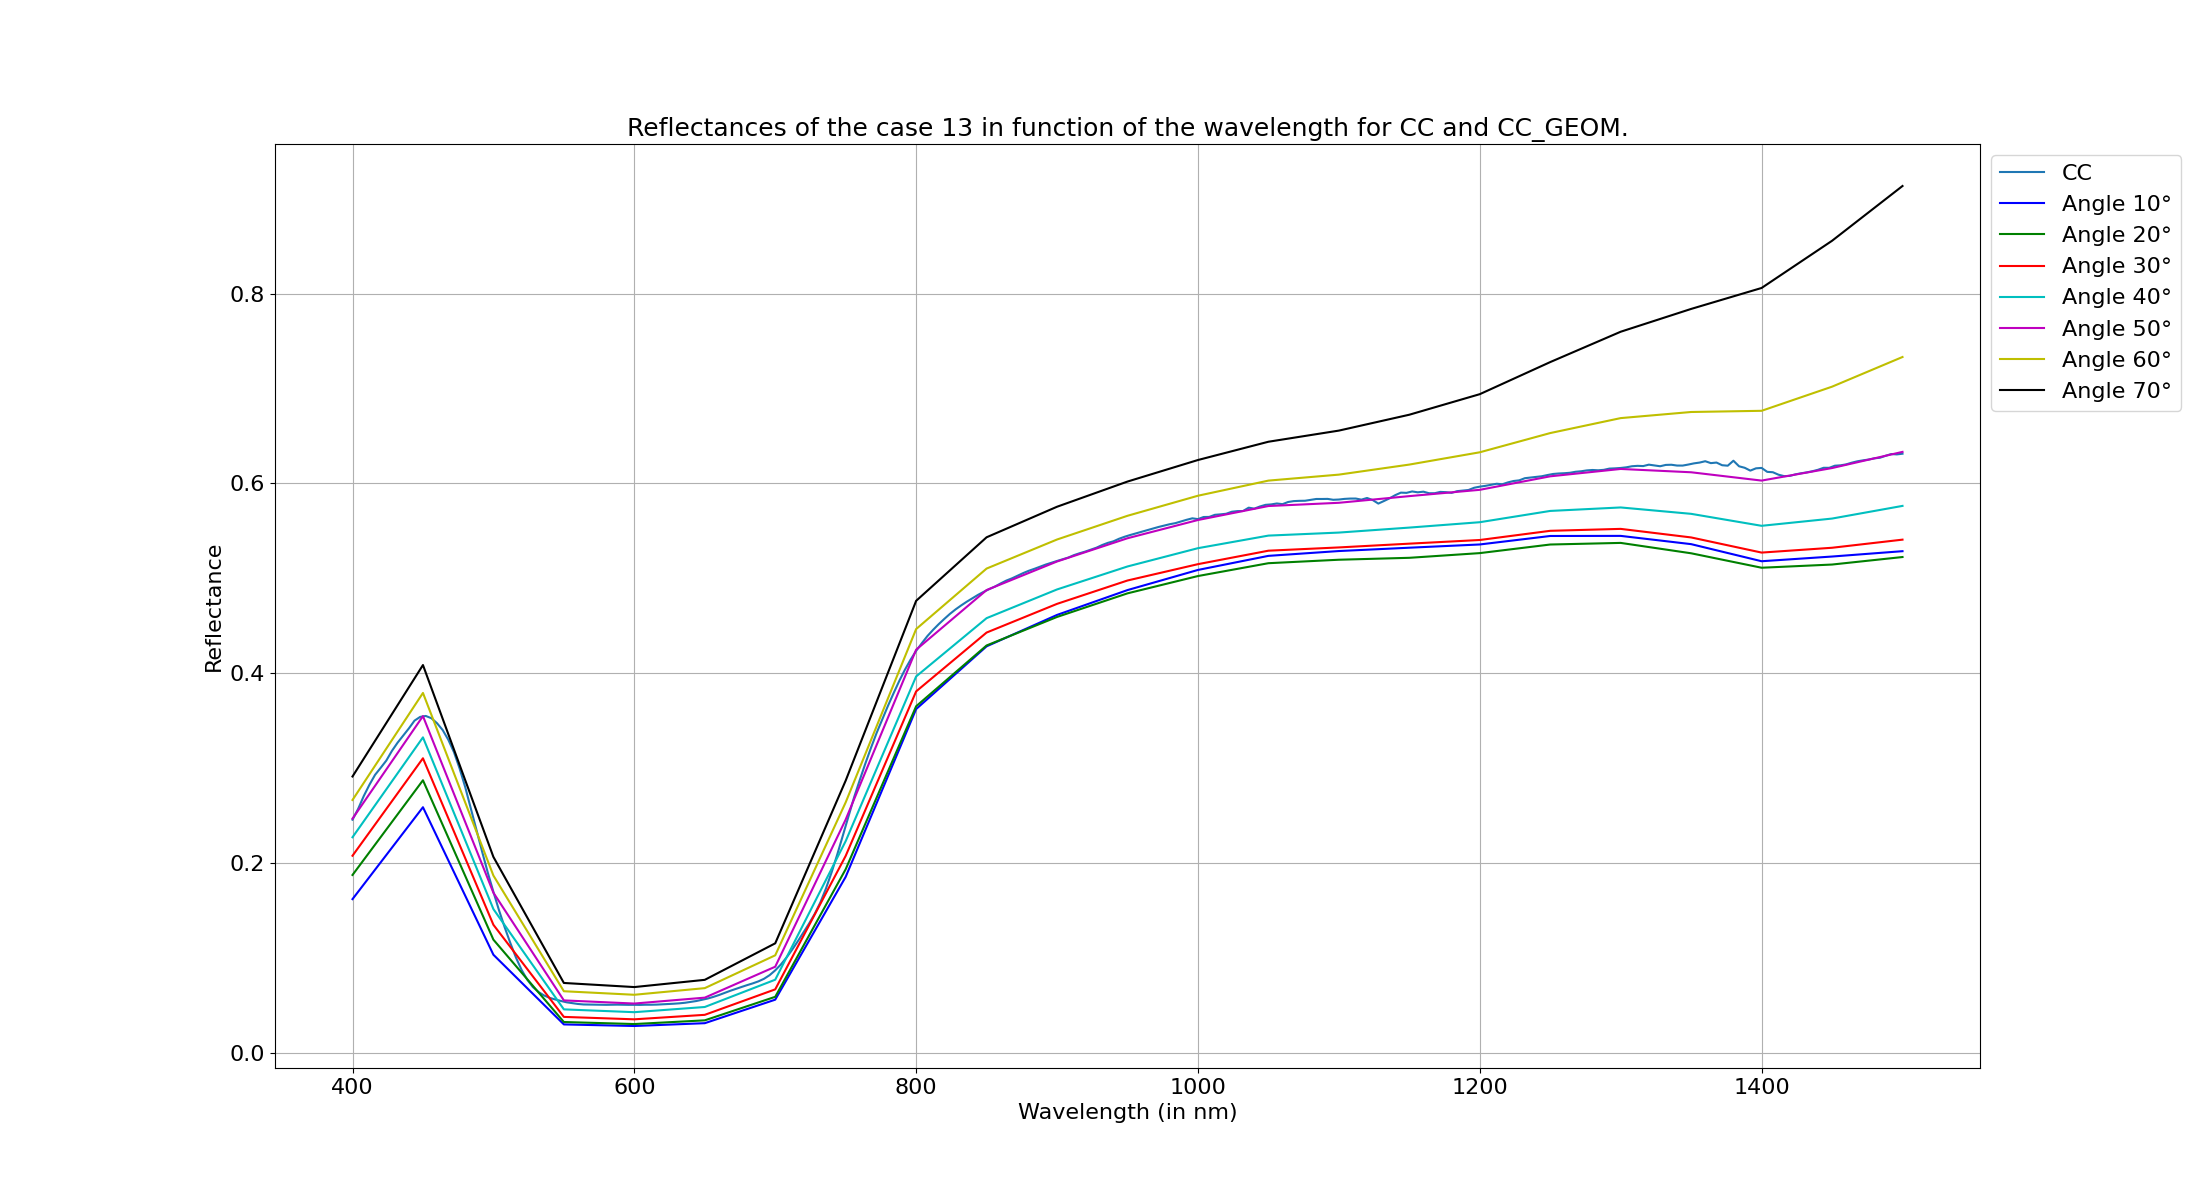 Reflectances of the case 13 in function of the wavelength for CC and CC_GEOM.
CC
Angle 10°
Angle 20°
Angle 30°
Angle 40°
Angle 50°
Angle 60°
Angle 70°
Reflectance
0.8
0.6
0.4
0.2
0.0
400 600 800 1000 1200 1400
Wavelength (in nm)